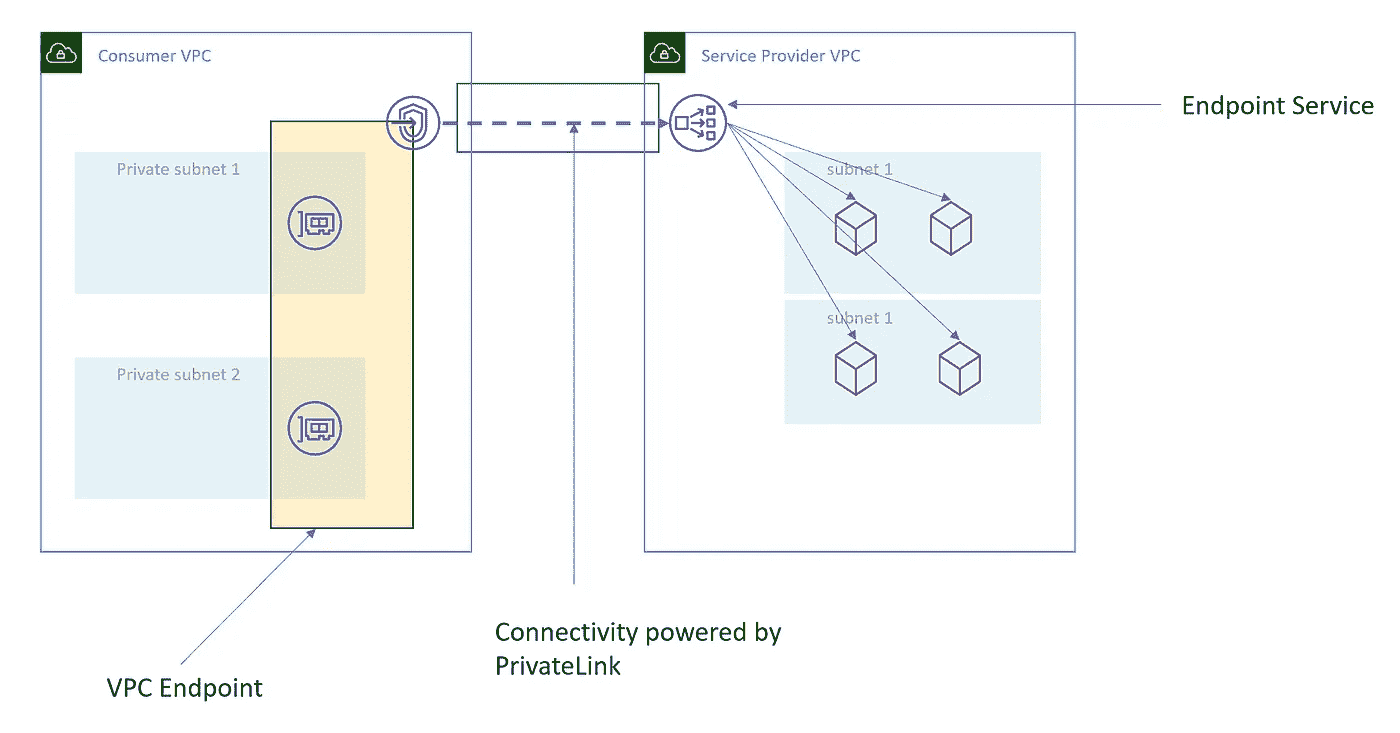 Consumer VPC
Service Provider VPC
Endpoint Service
Private subnet 1
subnet 1
subnet 1
Private subnet 2
Connectivity powered by
PrivateLink
VPC Endpoint